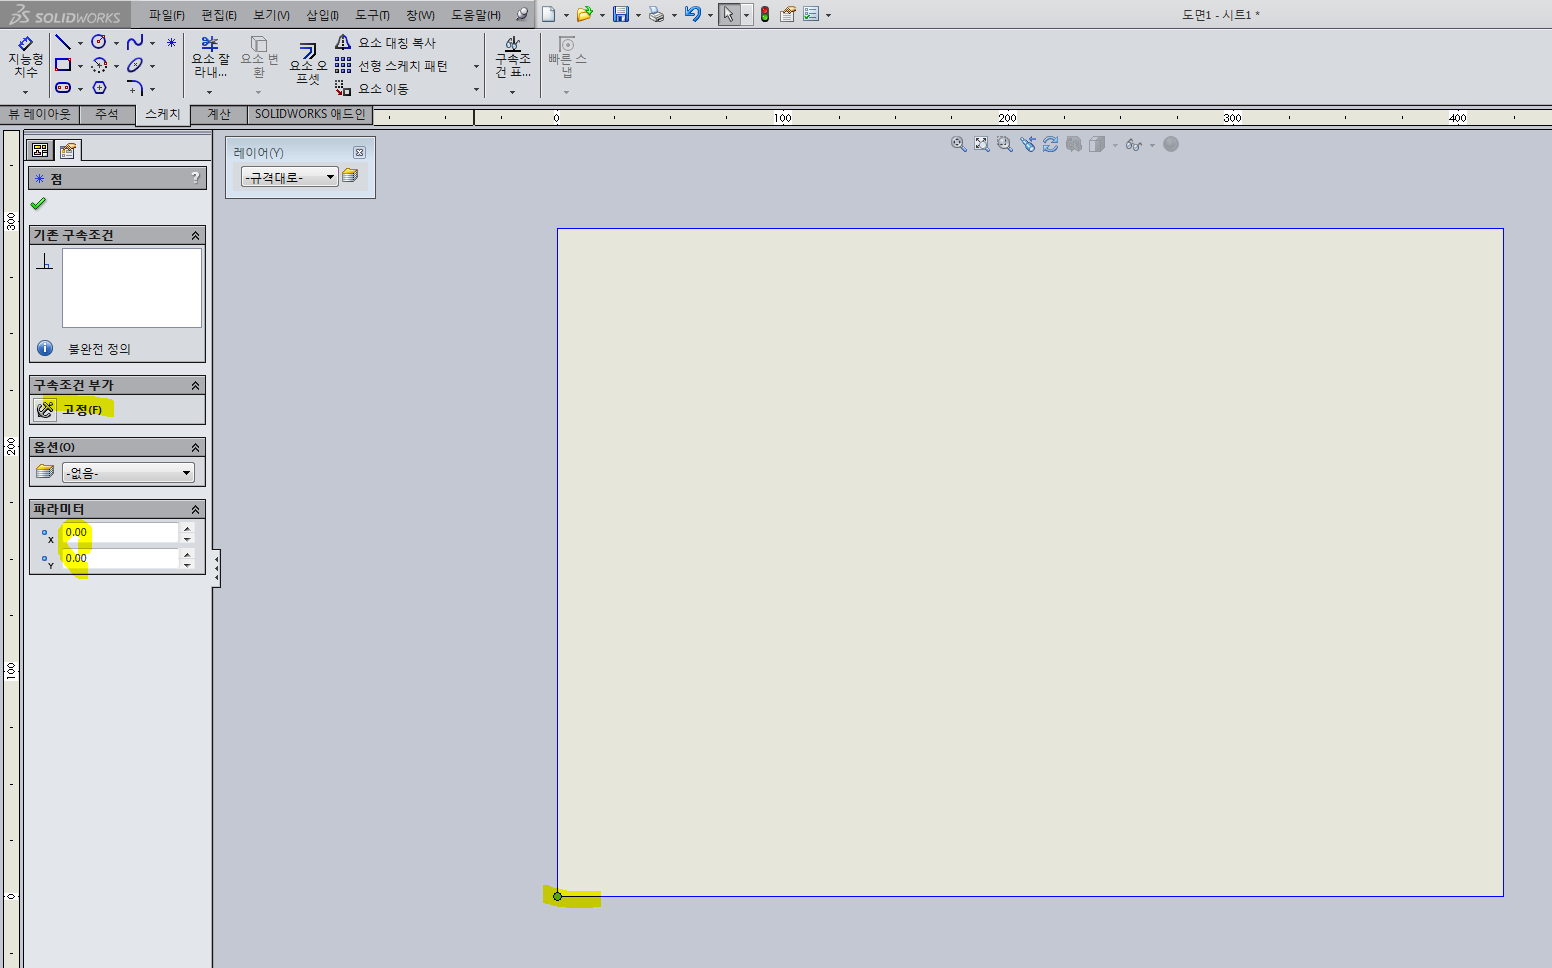 SOLIDWORKS 파일(F) 편집(E) 보기(V) 삽입(I) 도구(T) 창(W) 도움말(H) 도면1 - 시트1 *
지능형 치수
요소 잘라내...
요소 변환
요소 오프셋
요소 대칭 복사
선형 스케치 패턴
요소 이동
구속조건 표...
빠른 스냅
뷰 레이아웃 주석 스케치 계산 SOLIDWORKS 애드인
0 100 200 300 400
레이어(Y)
-규격대로-
점 ?
기존 구속조건
불완전 정의
구속조건 부가
고정(F)
옵션(O)
-없음-
파라미터
X 0.00
Y 0.00
300
200
100
0